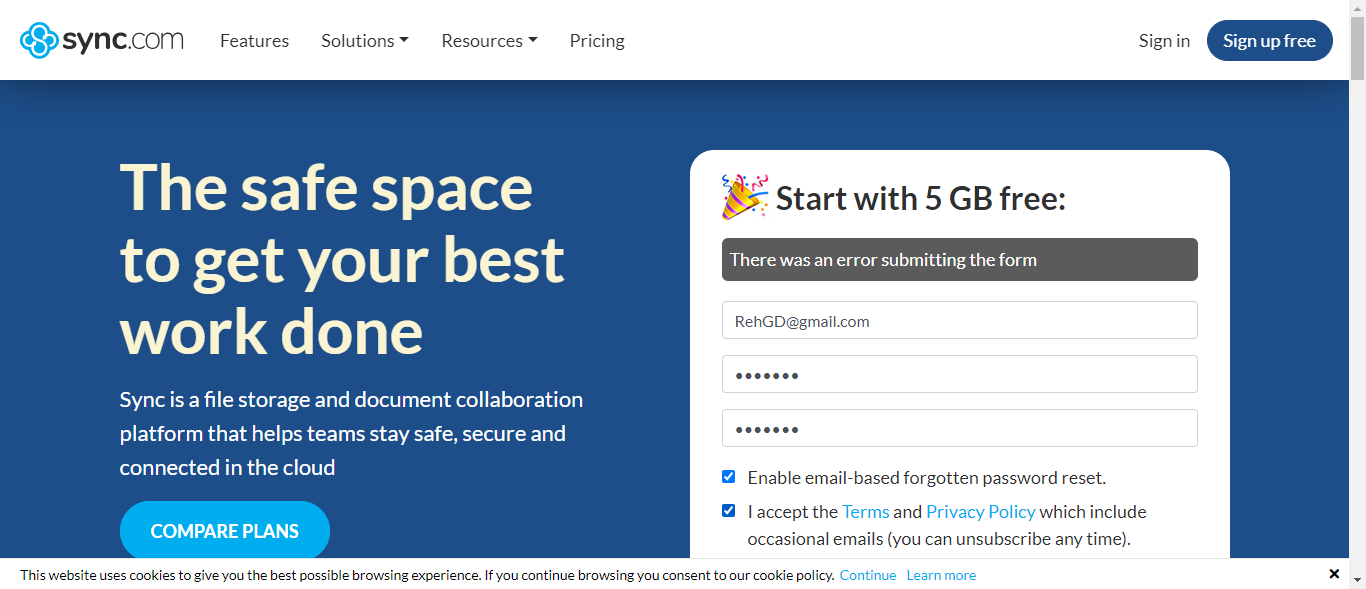 sync.com
Features
Solutions
Resources
Pricing
Sign in
Sign up free
The safe space
to get your best
work done
Sync is a file storage and document collaboration
platform that helps teams stay safe, secure and
connected in the cloud
COMPARE PLANS
Start with 5 GB free:
There was an error submitting the form
RehGD@gmail.com
•••••••
•••••••
Enable email-based forgotten password reset.
I accept the Terms and Privacy Policy which include
occasional emails (you can unsubscribe any time).
This website uses cookies to give you the best possible browsing experience. If you continue browsing you consent to our cookie policy. Continue Learn more ×